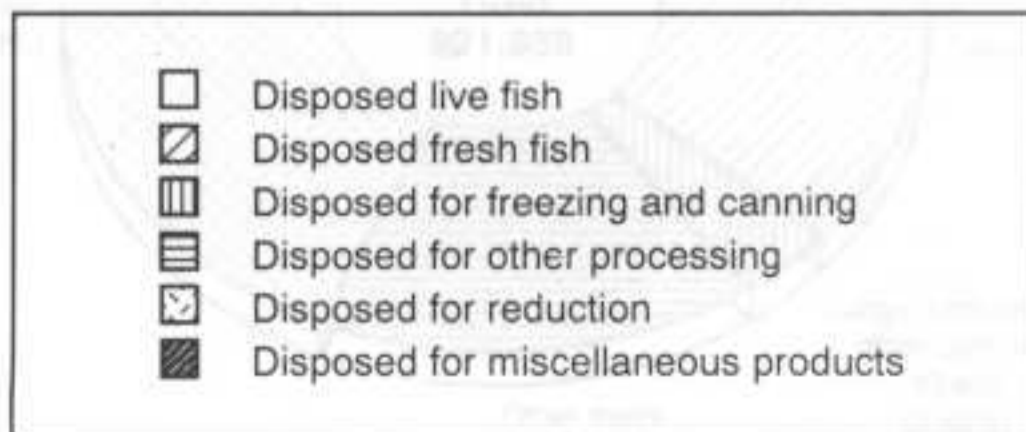 Disposed live fish
Disposed fresh fish
Disposed for freezing and canning
Disposed for other processing
Disposed for reduction
Disposed for miscellaneous products